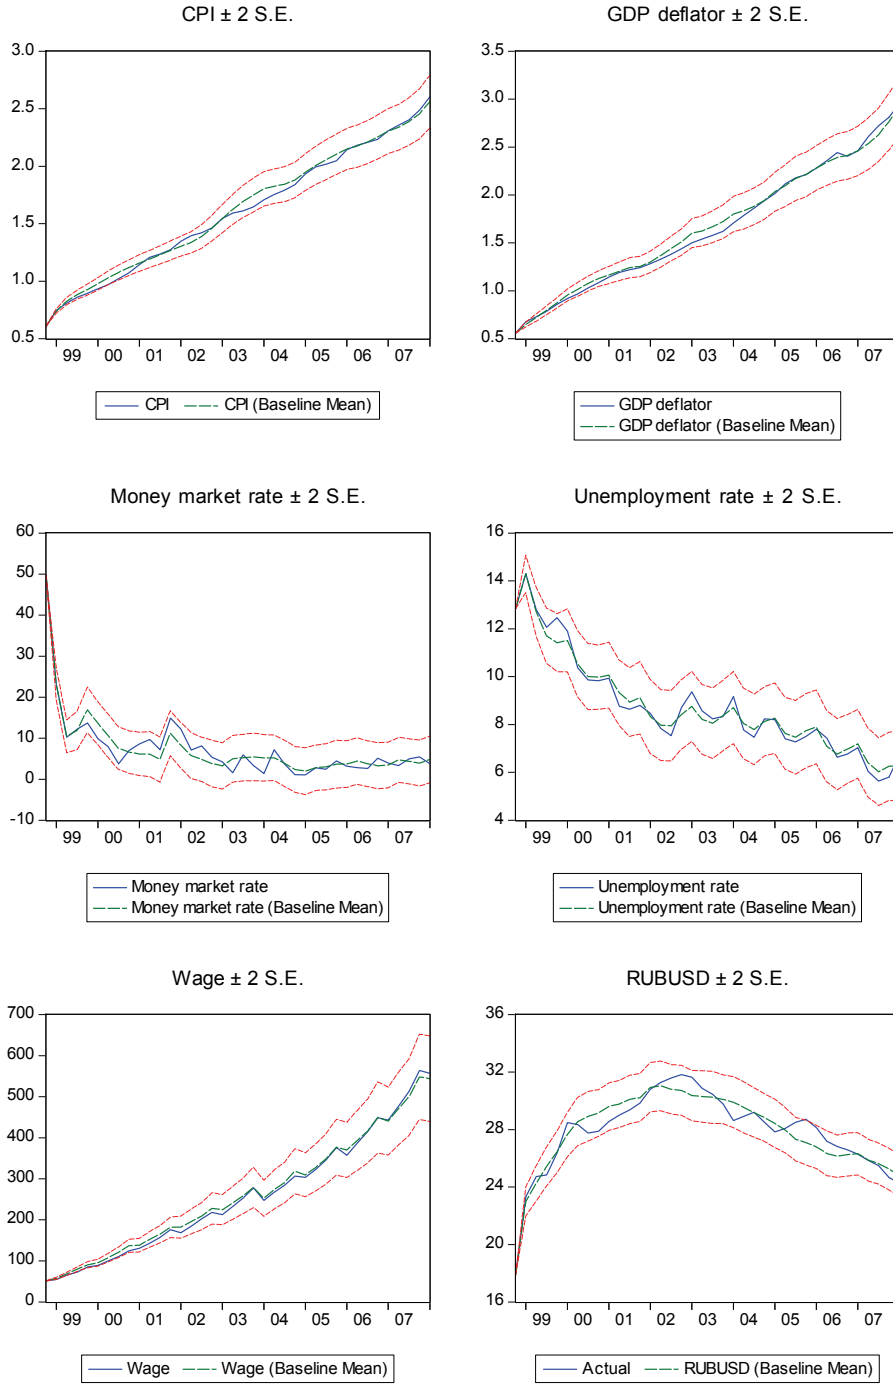 CPI ± 2 S.E.
3.0
2.5
2.0
1.5
1.0
0.5
99 00 01 02 03 04 05 06 07
CPI CPI (Baseline Mean)
GDP deflator ± 2 S.E.
3.5
3.0
2.5
2.0
1.5
1.0
0.5
99 00 01 02 03 04 05 06 07
GDP deflator
GDP deflator (Baseline Mean)
Money market rate ± 2 S.E.
60
50
40
30
20
10
0
-10
99 00 01 02 03 04 05 06 07
Money market rate
Money market rate (Baseline Mean)
Unemployment rate ± 2 S.E.
16
14
12
10
8
6
4
99 00 01 02 03 04 05 06 07
Unemployment rate
Unemployment rate (Baseline Mean)
Wage ± 2 S.E.
700
600
500
400
300
200
100
0
99 00 01 02 03 04 05 06 07
Wage Wage (Baseline Mean)
RUBUSD ± 2 S.E.
36
32
28
24
20
16
99 00 01 02 03 04 05 06 07
Actual RUBUSD (Baseline Mean)